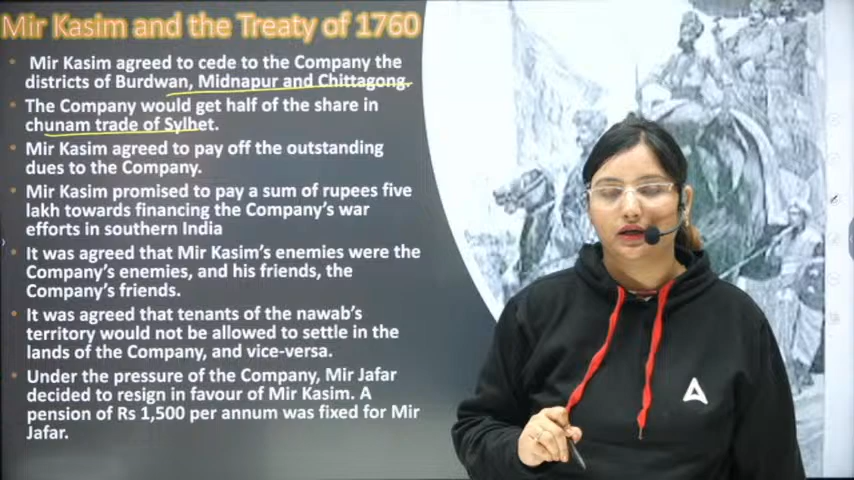 Mir Kasim and the Treaty of 1760
• Mir Kasim agreed to cede to the Company the
districts of Burdwan, Midnapur and Chittagong.
• The Company would get half of the share in
chunam trade of Sylhet.
• Mir Kasim agreed to pay off the outstanding
dues to the Company.
• Mir Kasim promised to pay a sum of rupees five
lakh towards financing the Company's war
efforts in southern India
• It was agreed that Mir Kasim's enemies were the
Company's enemies, and his friends, the
Company's friends.
• It was agreed that tenants of the nawab's
territory would not be allowed to settle in the
lands of the Company, and vice-versa.
• Under the pressure of the Company, Mir Jafar
decided to resign in favour of Mir Kasim. A
pension of Rs 1,500 per annum was fixed for Mir
Jafar.